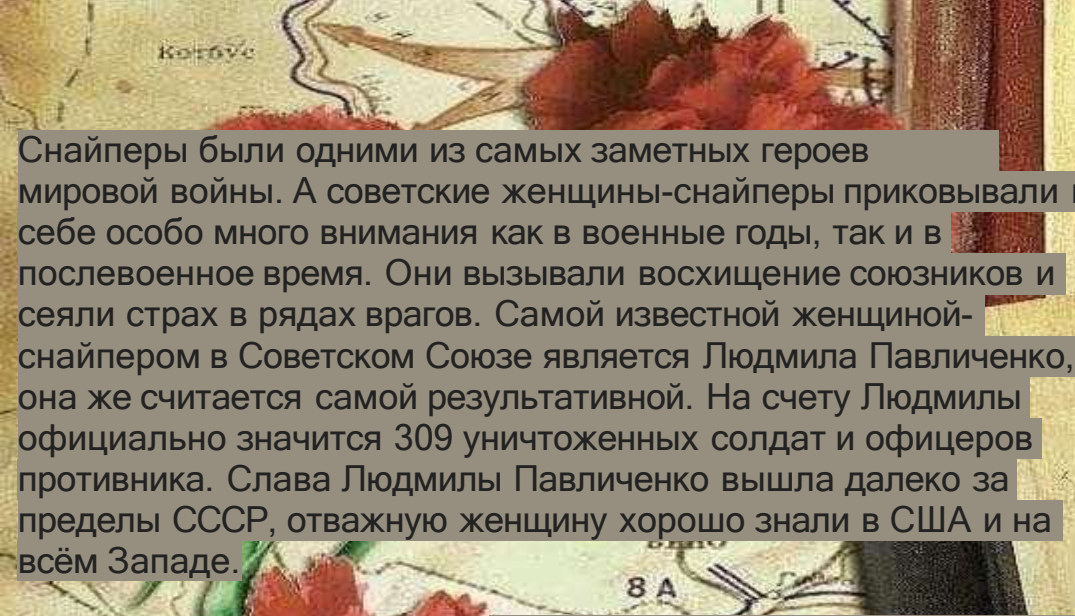 Котбус
Снайперы были одними из самых заметных героев
мировой войны. А советские женщины-снайперы приковывали
себе особо много внимания как в военные годы, так и в
послевоенное время. Они вызывали восхищение союзников и
сеяли страх в рядах врагов. Самой известной женщиной-
снайпером в Советском Союзе является Людмила Павличенко,
она же считается самой результативной. На счету Людмилы
официально значится 309 уничтоженных солдат и офицеров
противника. Слава Людмилы Павличенко вышла далеко за
пределы СССР, отважную женщину хорошо знали в США и на
всём Западе.
8 А